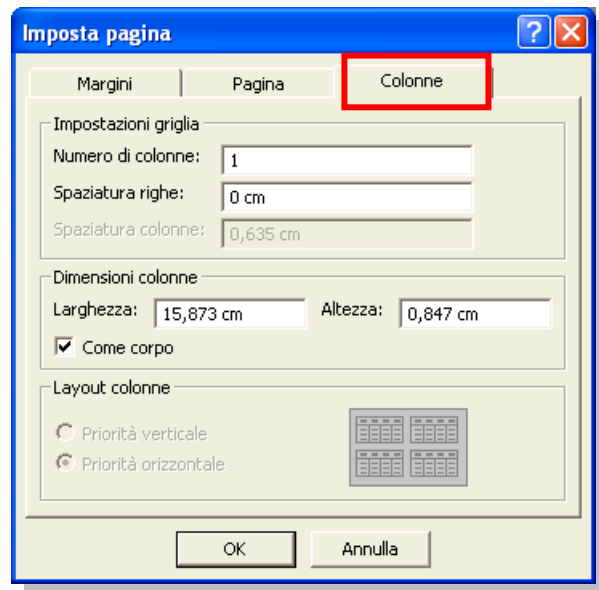 Imposta pagina
Margini Pagina Colonne
Impostazioni griglia
Numero di colonne: 1
Spaziatura righe: 0 cm
Spaziatura colonne: 0,635 cm
Dimensioni colonne
Larghezza: 15,873 cm Altezza: 0,847 cm
Come corpo
Layout colonne
Priorità verticale
Priorità orizzontale
OK Annulla